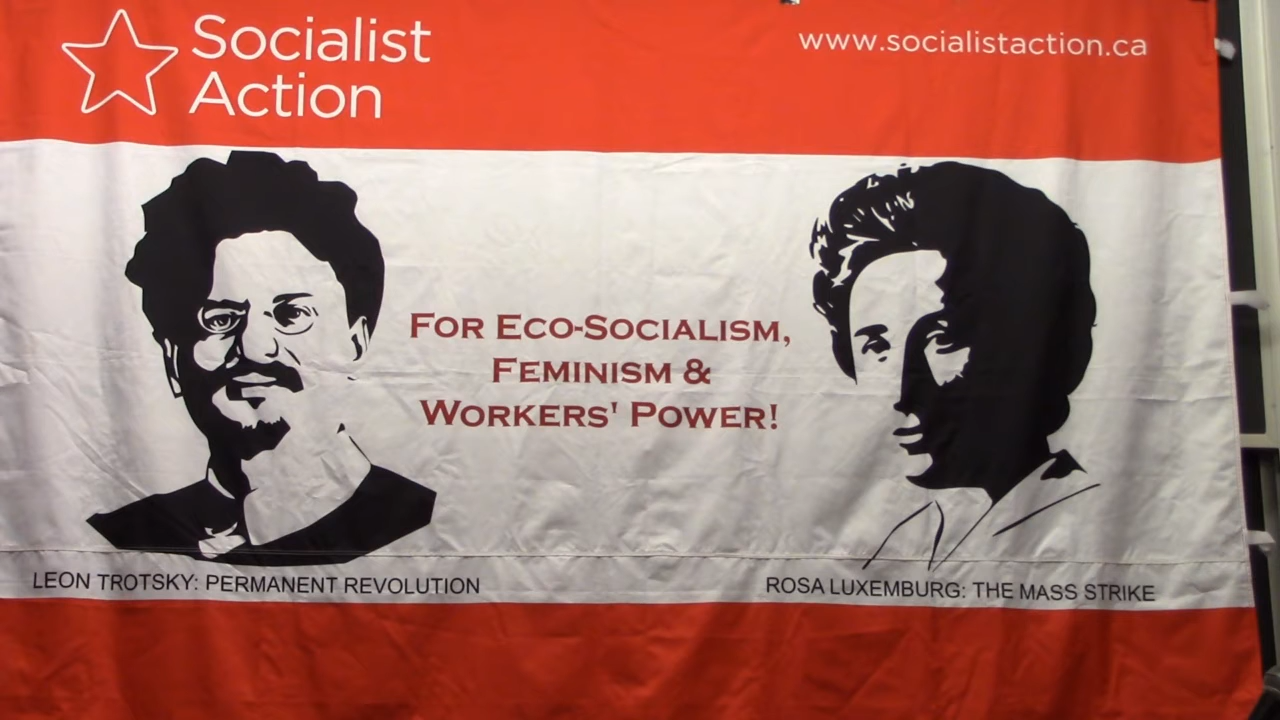 Socialist
Action
www.socialistaction.ca
For Eco-Socialism,
Feminism &
Workers' Power!
LEON TROTSKY: PERMANENT REVOLUTION
ROSA LUXEMBURG: THE MASS STRIKE